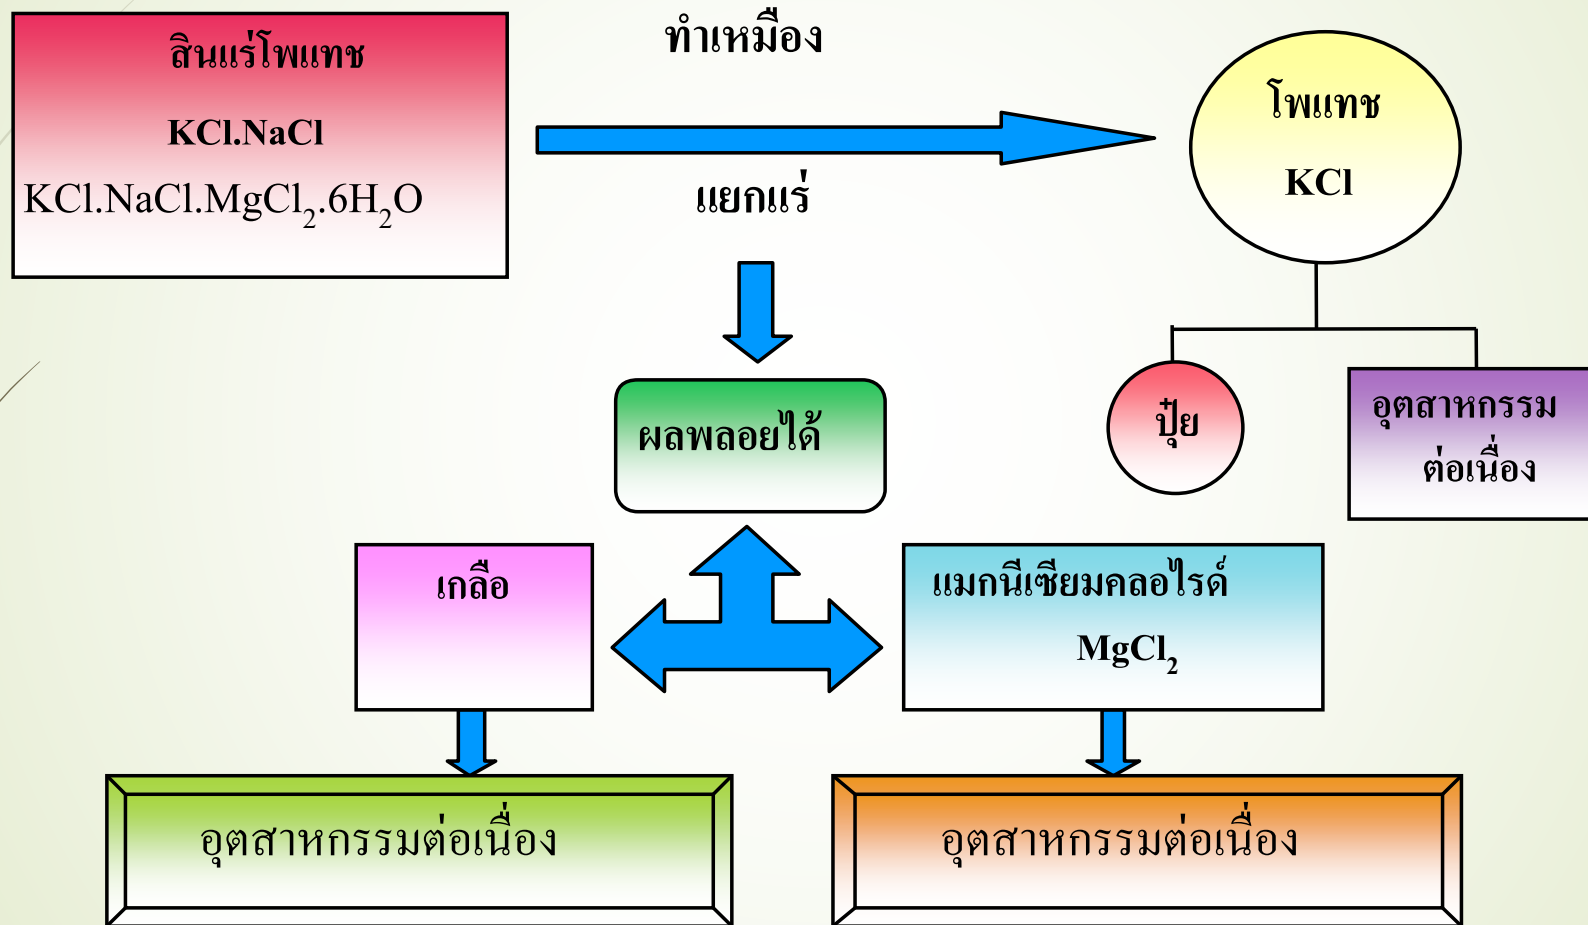 สินแร่โพแทช
KCl.NaCl
KCl.NaCl.MgCl₂.6H₂O
ทำเหมือง
แยกแร่
โพแทช
KCl
ปุ๋ย
อุตสาหกรรม
ต่อเนื่อง
ผลพลอยได้
เกลือ
แมกนีเซียมคลอไรด์
MgCl₂
อุตสาหกรรมต่อเนื่อง
อุตสาหกรรมต่อเนื่อง